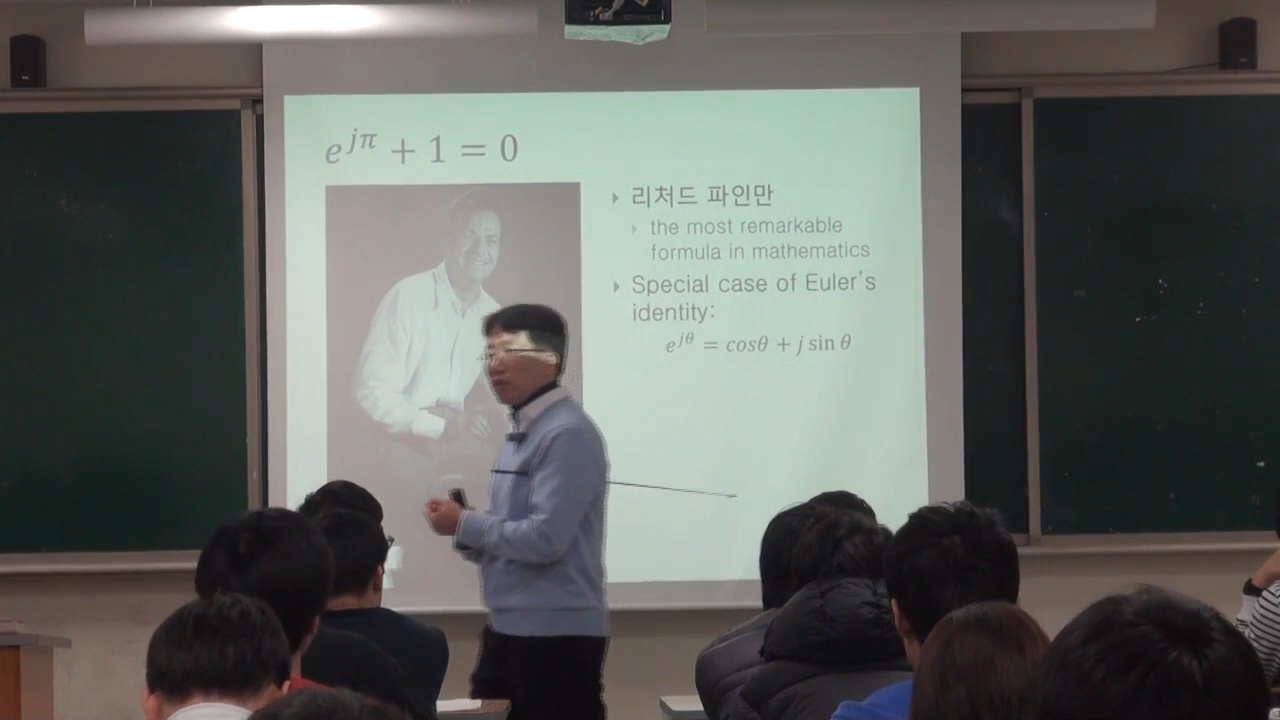 e^{jπ} + 1 = 0
리처드 파인만
the most remarkable
formula in mathematics
Special case of Euler's
identity:
e^{jθ} = cosθ + j sin θ